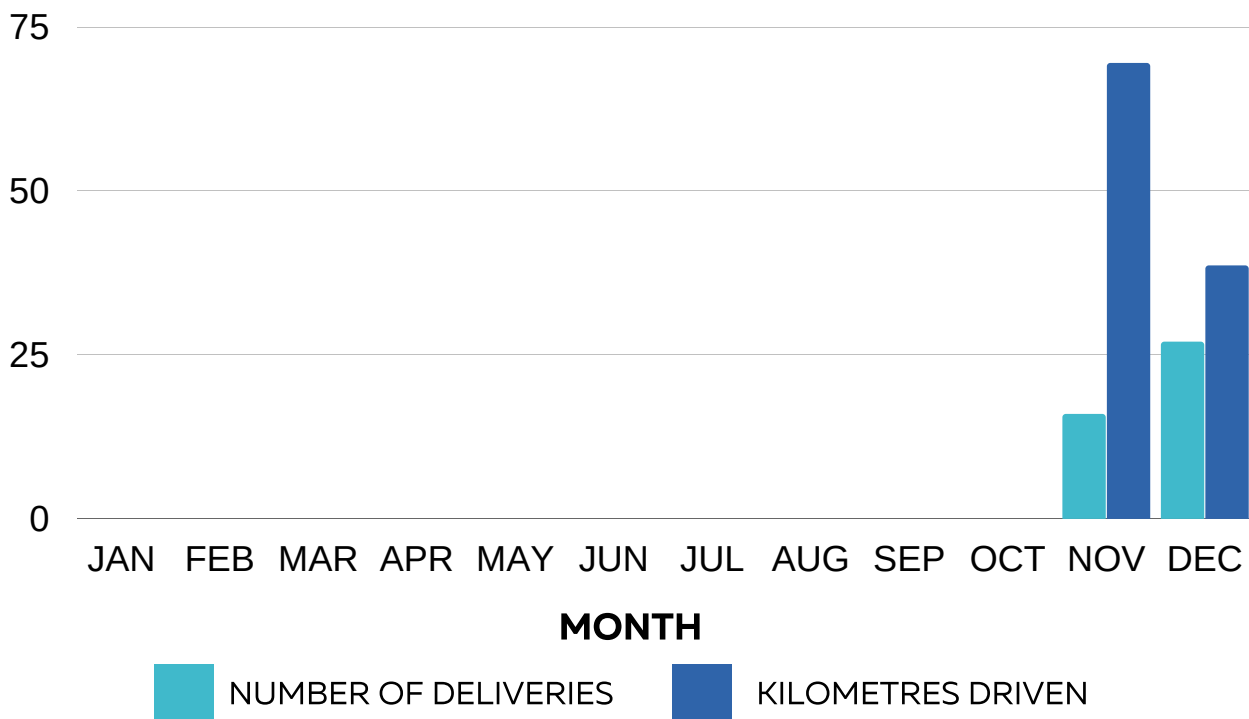 75
50
25
0
JAN FEB MAR APR MAY JUN JUL AUG SEP OCT NOV DEC
MONTH
NUMBER OF DELIVERIES KILOMETRES DRIVEN